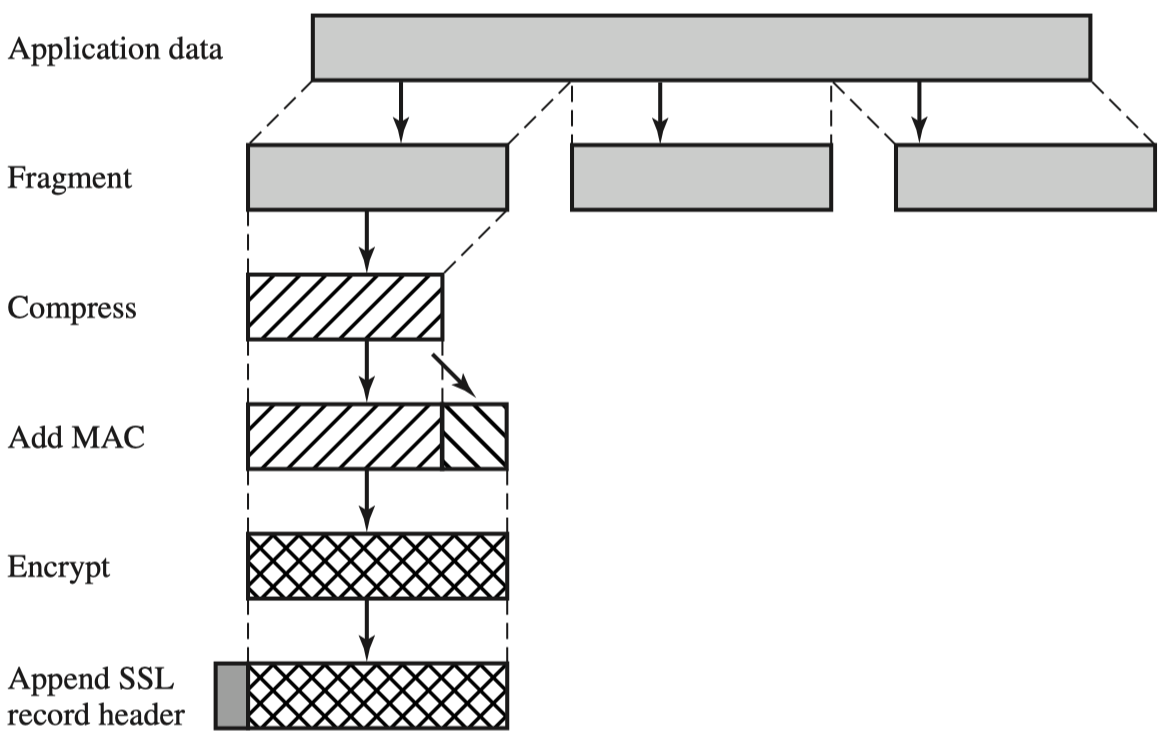 Application data
Fragment
Compress
Add MAC
Encrypt
Append SSL
record header